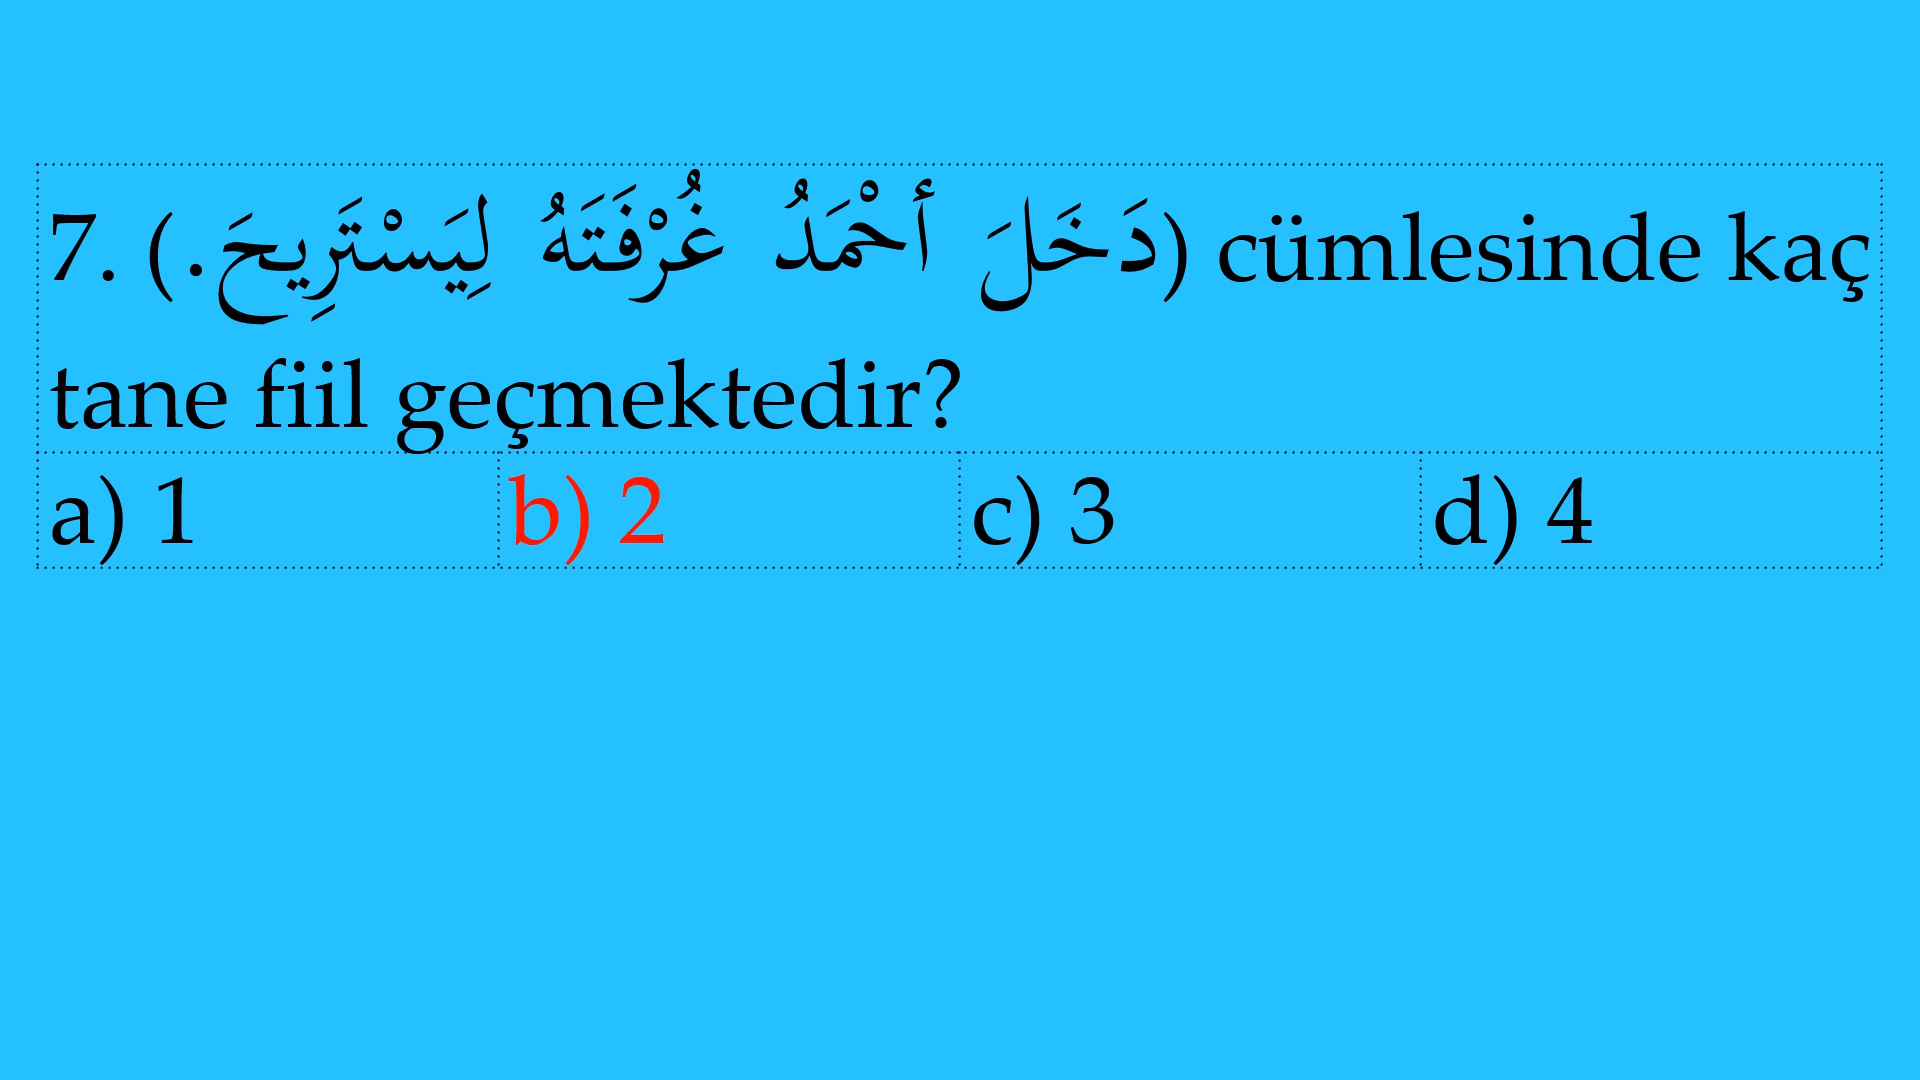 7. (دَخَلَ أَحْمَدُ غُرْفَتَهُ لِيَسْتَرِيحَ.) cümlesinde kaç
tane fiil geçmektedir?
a) 1 b) 2 c) 3 d) 4